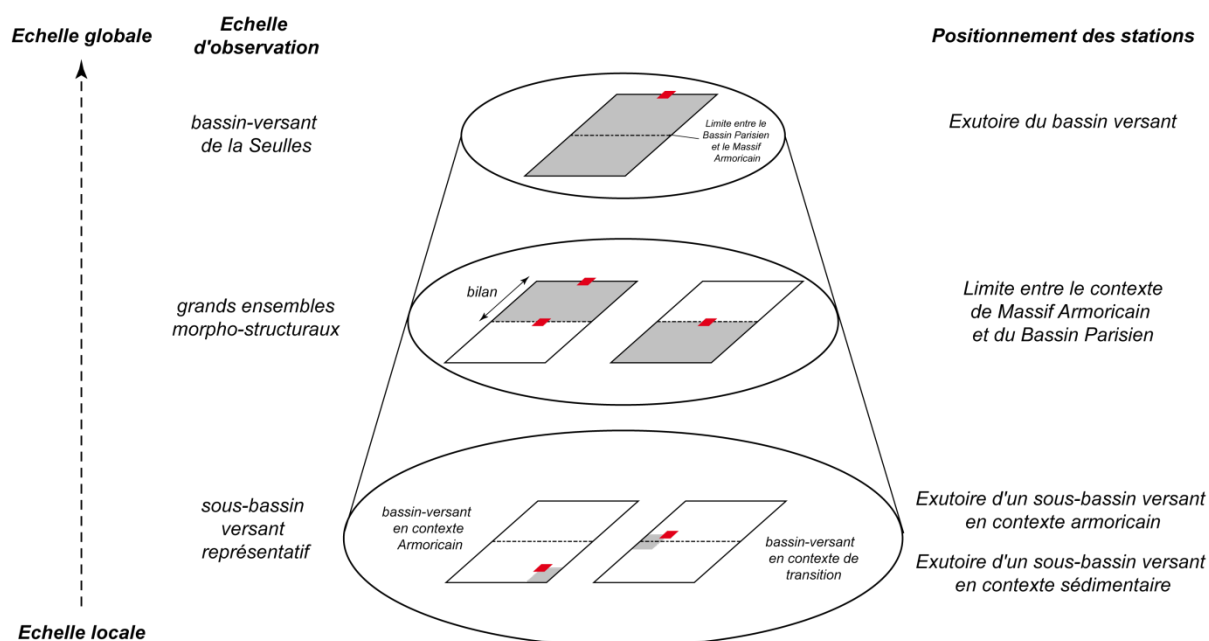 Echelle globale
Echelle
d'observation
Positionnement des stations
bassin-versant
de la Seulles
Limite entre le
Bassin Parisien
et le Massif
Armoricain
Exutoire du bassin versant
grands ensembles
morpho-structuraux
bilan
Limite entre le contexte
de Massif Armoricain
et du Bassin Parisien
sous-bassin
versant
représentatif
bassin-versant
en contexte
Armoricain
bassin-versant
en contexte de
transition
Exutoire d'un sous-bassin versant
en contexte armoricain
Exutoire d'un sous-bassin versant
en contexte sédimentaire
Echelle locale